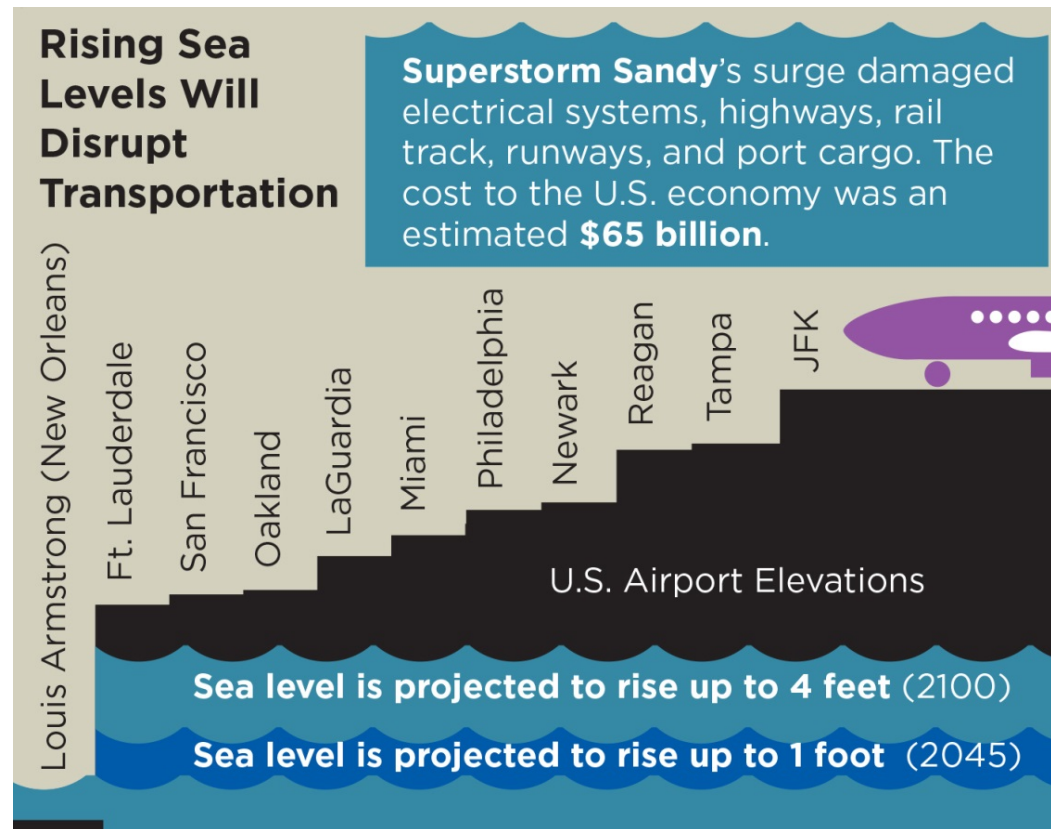 Rising Sea
Levels Will
Disrupt
Transportation
Superstorm Sandy's surge damaged
electrical systems, highways, rail
track, runways, and port cargo. The
cost to the U.S. economy was an
estimated $65 billion.
Louis Armstrong (New Orleans)
Ft. Lauderdale
San Francisco
Oakland
LaGuardia
Miami
Philadelphia
Newark
Reagan
Tampa
JFK
U.S. Airport Elevations
Sea level is projected to rise up to 4 feet (2100)
Sea level is projected to rise up to 1 foot (2045)